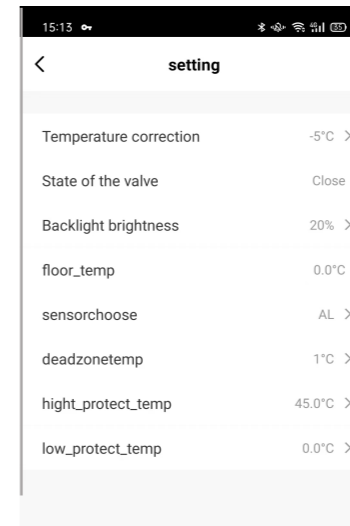 15:13
setting
Temperature correction -5°C
State of the valve Close
Backlight brightness 20%
floor_temp 0.0°C
sensorchoose AL
deadzonetemp 1°C
hight_protect_temp 45.0°C
low_protect_temp 0.0°C